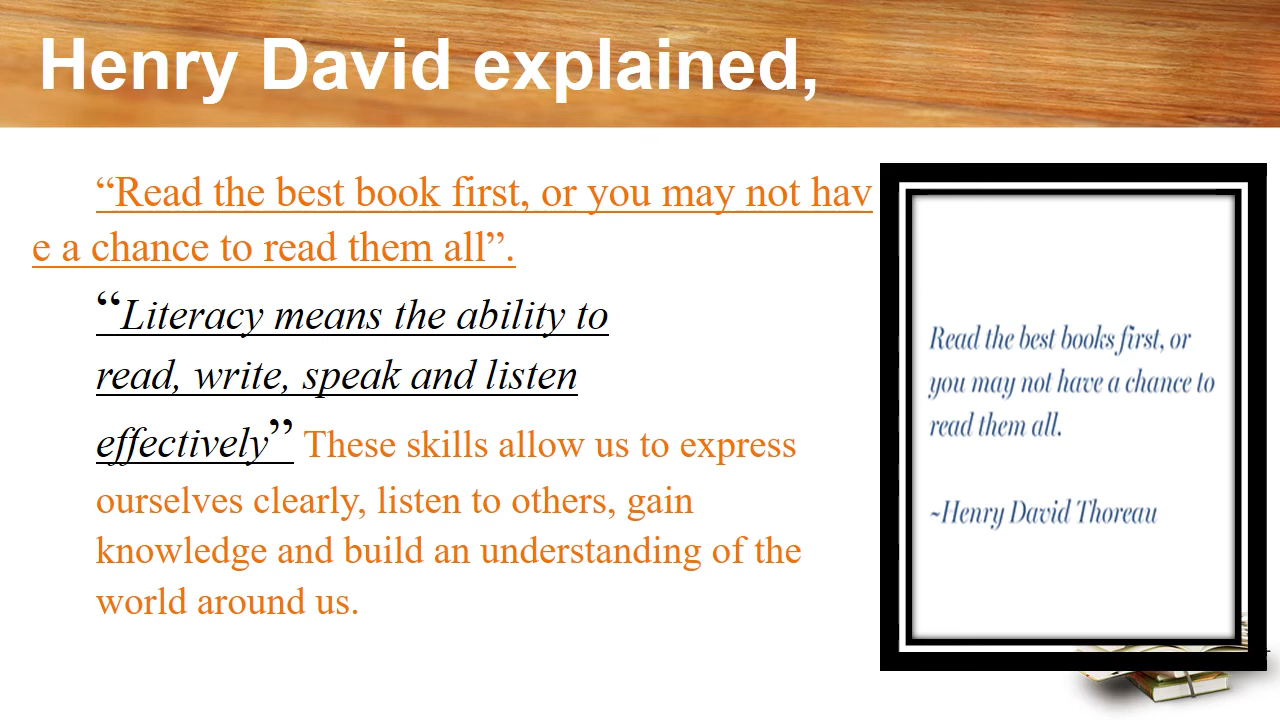 Henry David explained,
“Read the best book first, or you may not hav
e a chance to read them all”.
“Literacy means the ability to
read, write, speak and listen
effectively” These skills allow us to express
ourselves clearly, listen to others, gain
knowledge and build an understanding of the
world around us.
Read the best books first, or
you may not have a chance to
read them all.
~Henry David Thoreau